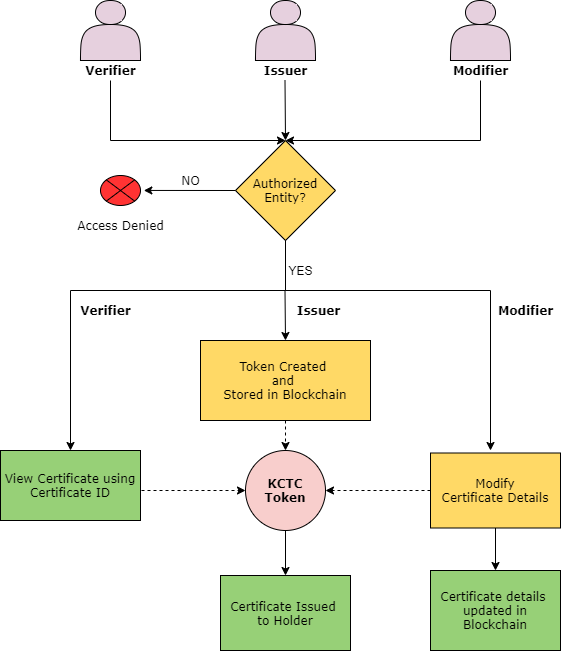 Verifier
Issuer
Modifier
Authorized
Entity?
NO
Access Denied
YES
Verifier
Issuer
Modifier
Token Created
and
Stored in Blockchain
View Certificate using
Certificate ID
KCTC
Token
Modify
Certificate Details
Certificate Issued
to Holder
Certificate details
updated in
Blockchain